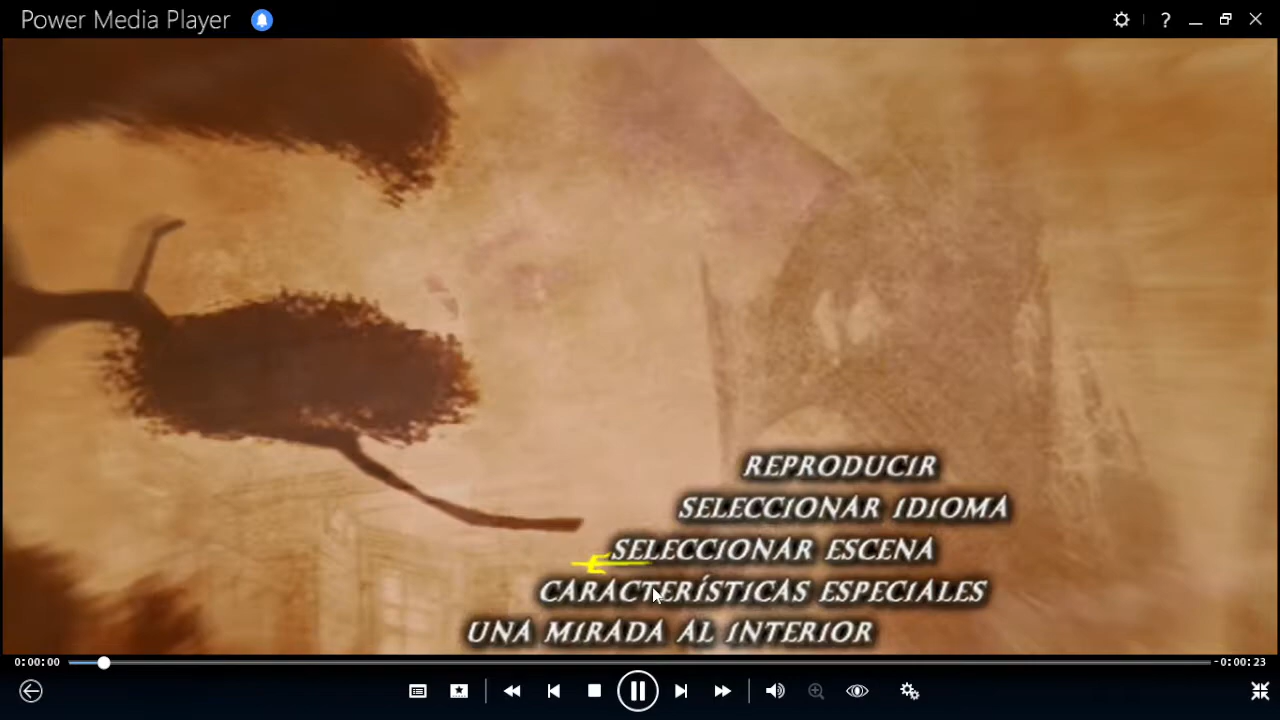 Power Media Player
REPRODUCIR
SELECCIONAR IDIOMA
SELECCIONAR ESCENA
CARACTERÍSTICAS ESPECIALES
UNA MIRADA AL INTERIOR
0:00:00 -0:00:23